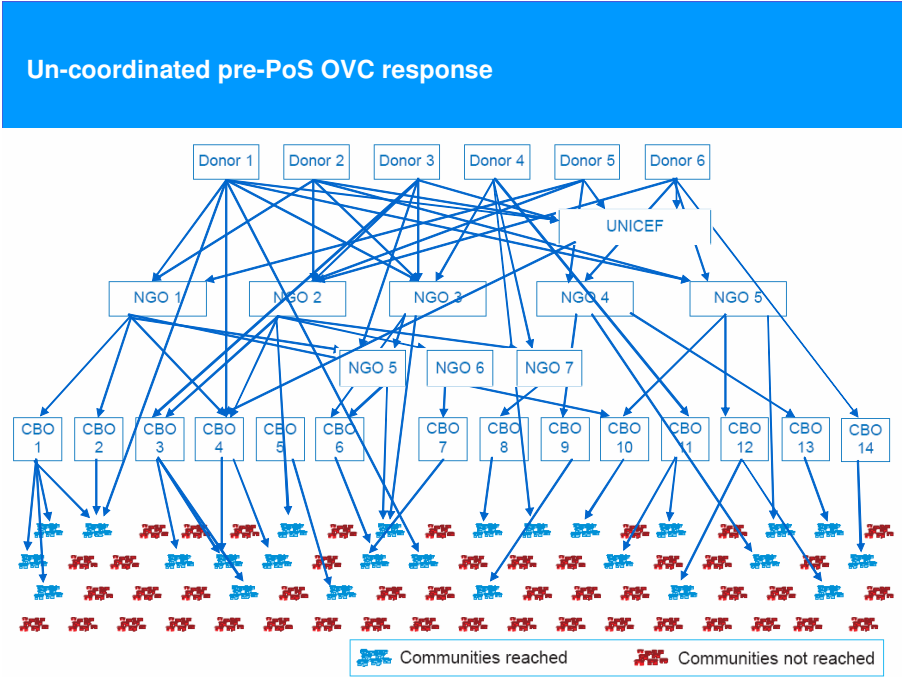 Un-coordinated pre-PoS OVC response
Donor 1
Donor 2
Donor 3
Donor 4
Donor 5
Donor 6
UNICEF
NGO 1
NGO 2
NGO 3
NGO 4
NGO 5
NGO 5
NGO 6
NGO 7
CBO
1
CBO
2
CBO
3
CBO
4
CBO
5
CBO
6
CBO
7
CBO
8
CBO
9
CBO
10
CBO
11
CBO
12
CBO
13
CBO
14
Communities reached
Communities not reached